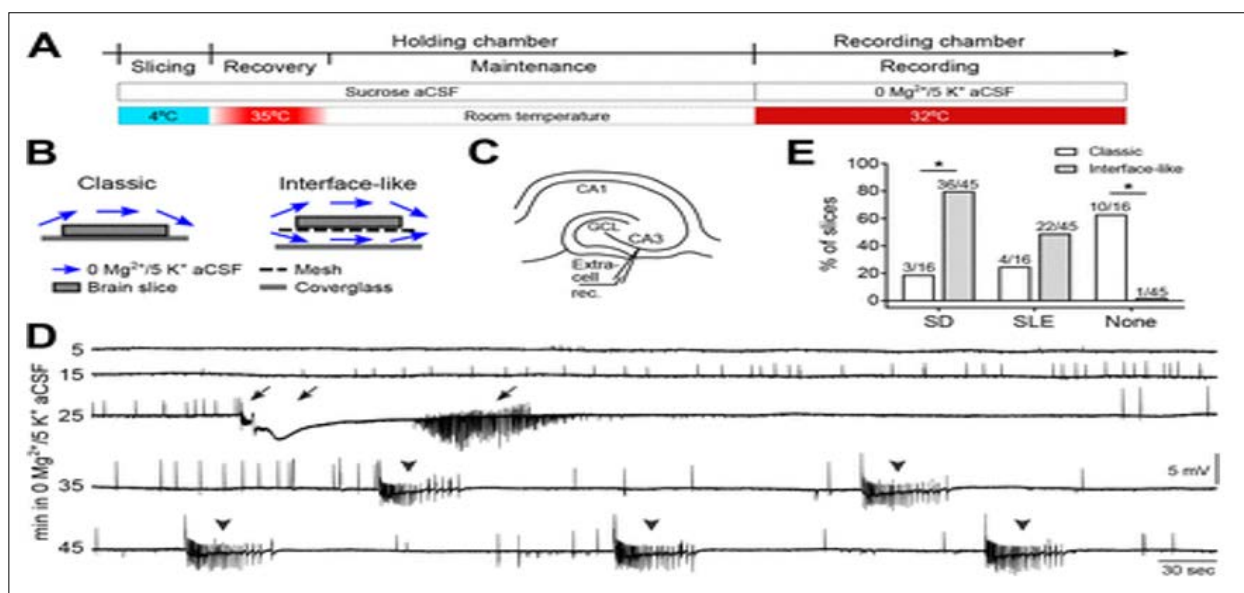 A
Holding chamber Recording chamber
Slicing Recovery Maintenance Recording
Sucrose aCSF 0 Mg²⁺/5 K⁺ aCSF
4ºC 35ºC Room temperature 32ºC
B
Classic Interface-like
0 Mg²⁺/5 K⁺ aCSF Mesh
Brain slice Coverglass
C
CA1
GCL
CA3
Extra-
cell
rec.
E
Classic
Interface-like
% of slices
100
80
60
40
20
0
* *
3/16 36/45 4/16 22/45 10/16 1/45
SD SLE None
D
min in 0 Mg²⁺/5 K⁺ aCSF
5
15
25
35
45
5 mV
30 sec